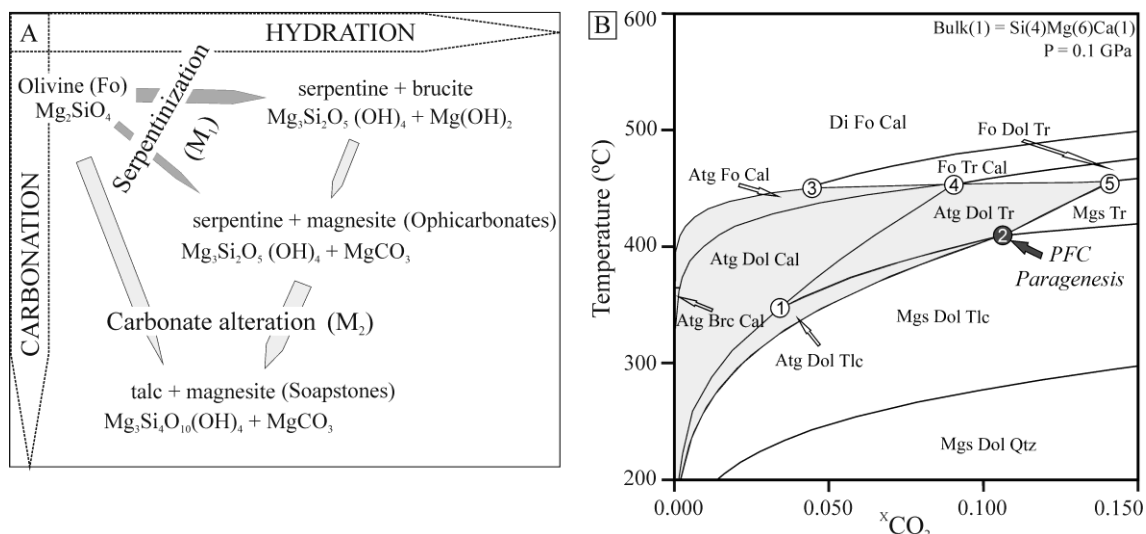 A
HYDRATION
CARBONATION
Olivine (Fo)
Mg₂SiO₄
Serpentinization
(M₁)
serpentine + brucite
Mg₃Si₂O₅ (OH)₄ + Mg(OH)₂
serpentine + magnesite (Ophicarbonates)
Mg₃Si₂O₅(OH)₄ + MgCO₃
Carbonate alteration (M₂)
talc + magnesite (Soapstones)
Mg₃Si₄O₁₀(OH)₄ + MgCO₃
B
Bulk(1) = Si(4)Mg(6)Ca(1)
P = 0.1 GPa
600
500
400
300
200
Temperature (°C)
Di Fo Cal
Fo Dol Tr
Atg Fo Cal
Fo Tr Cal
3
4
5
Atg Dol Tr
Mgs Tr
2
PFC
Paragenesis
Atg Dol Cal
1
Atg Brc Cal
Mgs Dol Tlc
Atg Dol Tlc
Mgs Dol Qtz
0.000
0.050
0.100
0.150
ˣCO₂